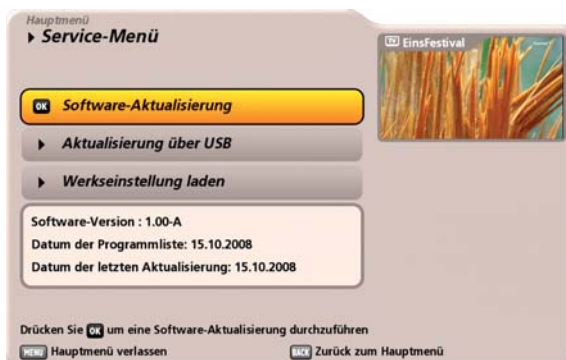 Hauptmenü
Service-Menü
TV EinsFestival
OK Software-Aktualisierung
Aktualisierung über USB
Werkseinstellung laden
Software-Version : 1.00-A
Datum der Programmliste: 15.10.2008
Datum der letzten Aktualisierung: 15.10.2008
Drücken Sie OK um eine Software-Aktualisierung durchzuführen
MENU Hauptmenü verlassen BACK Zurück zum Hauptmenü